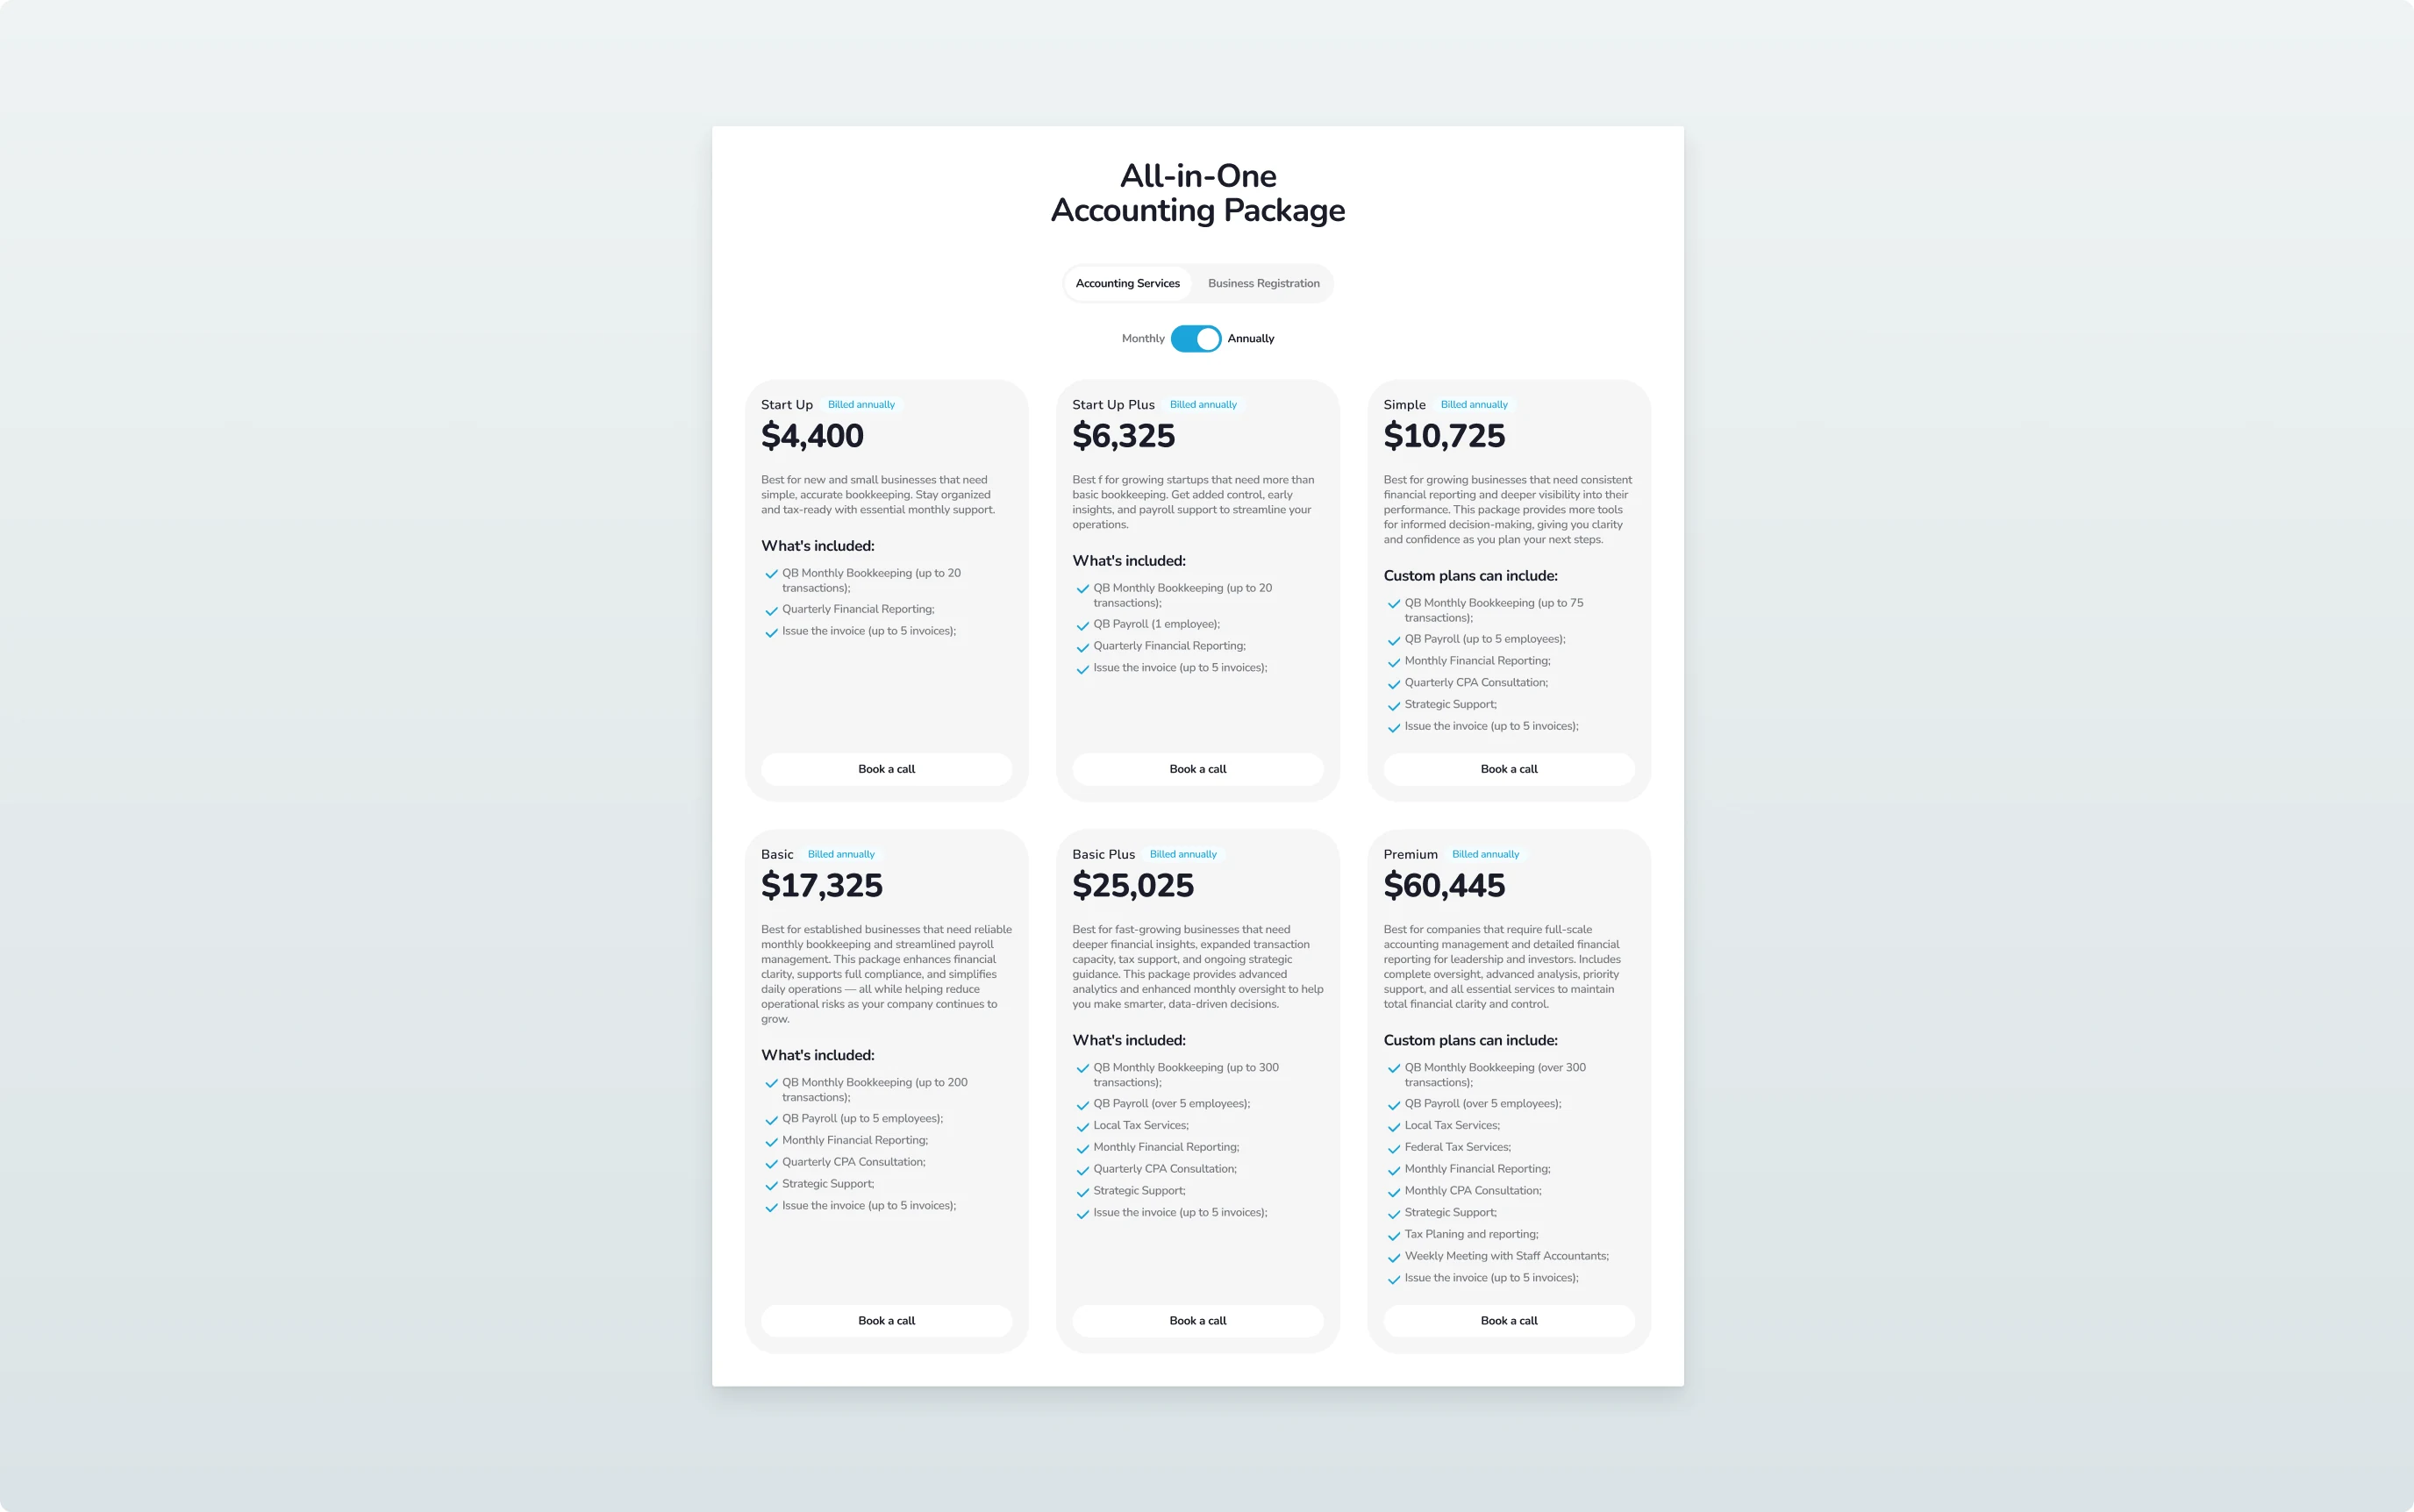 All-in-One
Accounting Package
Accounting Services
Business Registration
Monthly
Annually
Start Up
Billed annually
$4,400
Best for new and small businesses that need
simple, accurate bookkeeping. Stay organized
and tax-ready with essential monthly support.
What's included:
QB Monthly Bookkeeping (up to 20
transactions);
Quarterly Financial Reporting;
Issue the invoice (up to 5 invoices);
Book a call
Start Up Plus
Billed annually
$6,325
Best f for growing startups that need more than
basic bookkeeping. Get added control, early
insights, and payroll support to streamline your
operations.
What's included:
QB Monthly Bookkeeping (up to 20
transactions);
QB Payroll (1 employee);
Quarterly Financial Reporting;
Issue the invoice (up to 5 invoices);
Book a call
Simple
Billed annually
$10,725
Best for growing businesses that need consistent
financial reporting and deeper visibility into their
performance. This package provides more tools
for informed decision-making, giving you clarity
and confidence as you plan your next steps.
Custom plans can include:
QB Monthly Bookkeeping (up to 75
transactions);
QB Payroll (up to 5 employees);
Monthly Financial Reporting;
Quarterly CPA Consultation;
Strategic Support;
Issue the invoice (up to 5 invoices);
Book a call
Basic
Billed annually
$17,325
Best for established businesses that need reliable
monthly bookkeeping and streamlined payroll
management. This package enhances financial
clarity, supports full compliance, and simplifies
daily operations — all while helping reduce
operational risks as your company continues to
grow.
What's included:
QB Monthly Bookkeeping (up to 200
transactions);
QB Payroll (up to 5 employees);
Monthly Financial Reporting;
Quarterly CPA Consultation;
Strategic Support;
Issue the invoice (up to 5 invoices);
Book a call
Basic Plus
Billed annually
$25,025
Best for fast-growing businesses that need
deeper financial insights, expanded transaction
capacity, tax support, and ongoing strategic
guidance. This package provides advanced
analytics and enhanced monthly oversight to help
you make smarter, data-driven decisions.
What's included:
QB Monthly Bookkeeping (up to 300
transactions);
QB Payroll (over 5 employees);
Local Tax Services;
Monthly Financial Reporting;
Quarterly CPA Consultation;
Strategic Support;
Issue the invoice (up to 5 invoices);
Book a call
Premium
Billed annually
$60,445
Best for companies that require full-scale
accounting management and detailed financial
reporting for leadership and investors. Includes
complete oversight, advanced analysis, priority
support, and all essential services to maintain
total financial clarity and control.
Custom plans can include:
QB Monthly Bookkeeping (over 300
transactions);
QB Payroll (over 5 employees);
Local Tax Services;
Federal Tax Services;
Monthly Financial Reporting;
Monthly CPA Consultation;
Strategic Support;
Tax Planing and reporting;
Weekly Meeting with Staff Accountants;
Issue the invoice (up to 5 invoices);
Book a call